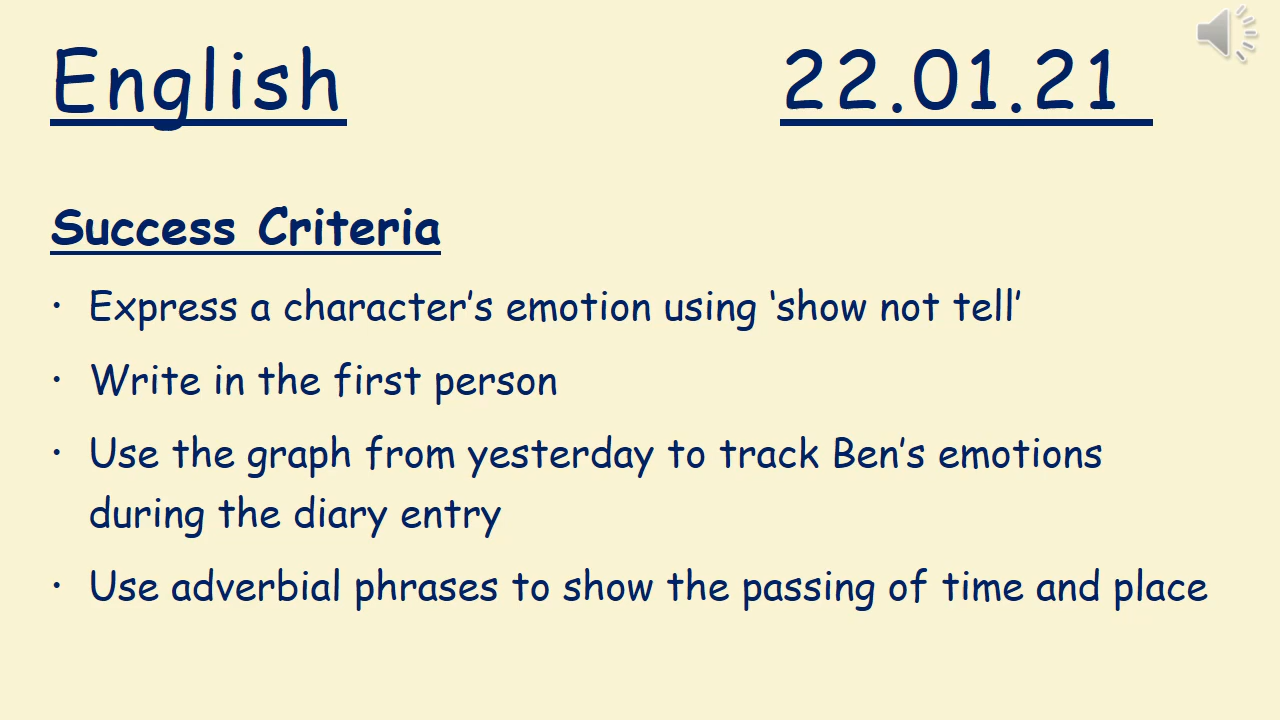 English 22.01.21
Success Criteria
• Express a character’s emotion using ‘show not tell’
• Write in the first person
• Use the graph from yesterday to track Ben’s emotions
during the diary entry
• Use adverbial phrases to show the passing of time and place